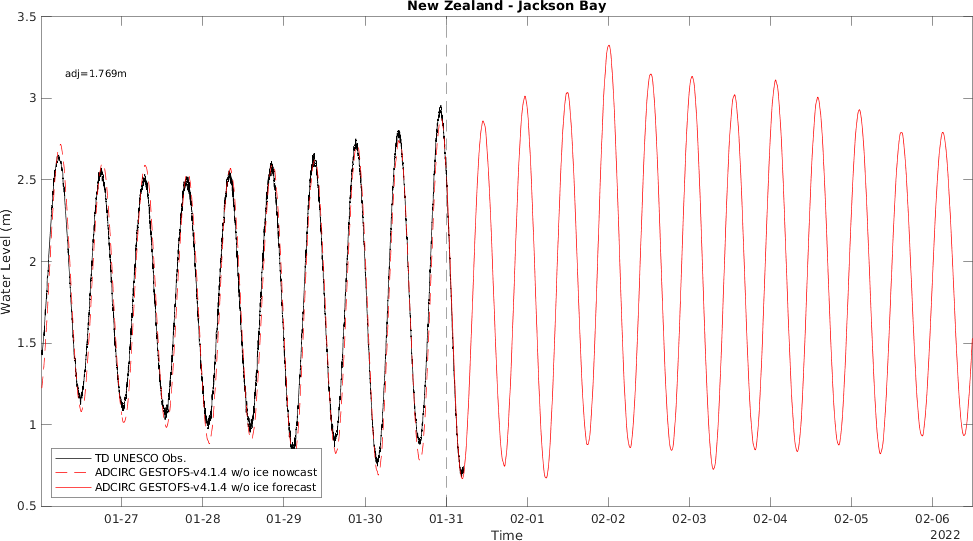 New Zealand - Jackson Bay
3.5
adj=1.769m
3
2.5
2
1.5
1
0.5
Water Level (m)
TD UNESCO Obs.
ADCIRC GESTOFS-v4.1.4 w/o ice nowcast
ADCIRC GESTOFS-v4.1.4 w/o ice forecast
01-27 01-28 01-29 01-30 01-31 02-01 02-02 02-03 02-04 02-05 02-06
Time
2022